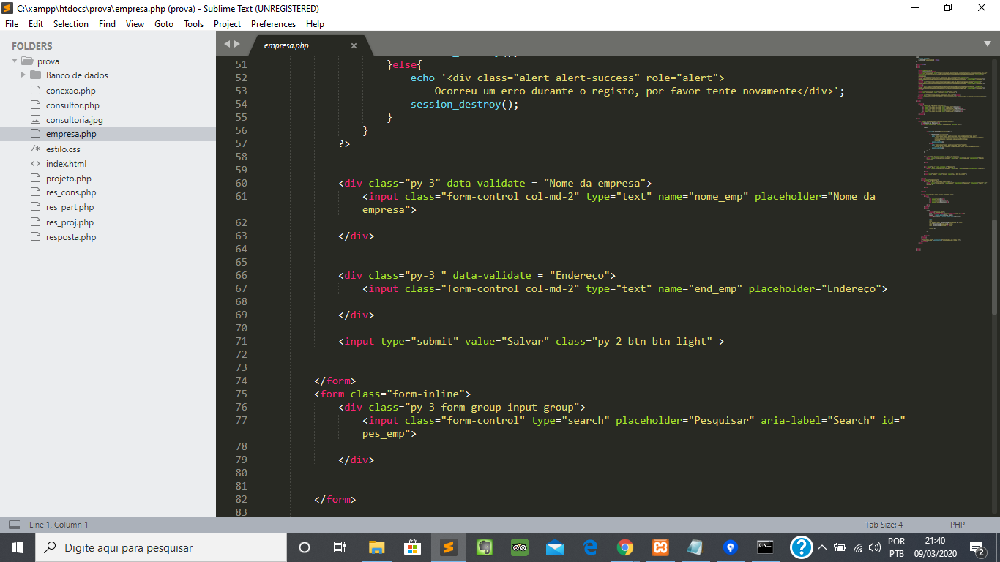 C:\xampp\htdocs\prova\empresa.php (prova) - Sublime Text (UNREGISTERED)
File Edit Selection Find View Goto Tools Project Preferences Help
FOLDERS
prova
Banco de dados
conexao.php
consultor.php
consultoria.jpg
empresa.php
estilo.css
index.html
projeto.php
res_cons.php
res_part.php
res_proj.php
resposta.php
empresa.php
51 }else{
52 echo '<div class="alert alert-success" role="alert">
53 Ocorreu um erro durante o registo, por favor tente novamente</div>';
54 session_destroy();
55 }
56 }
57 ?>
58
59
60 <div class="py-3" data-validate = "Nome da empresa">
61 <input class="form-control col-md-2" type="text" name="nome_emp" placeholder="Nome da
empresa">
62
63 </div>
64
65
66 <div class="py-3 " data-validate = "Endereço">
67 <input class="form-control col-md-2" type="text" name="end_emp" placeholder="Endereço">
68
69 </div>
70
71 <input type="submit" value="Salvar" class="py-2 btn btn-light" >
72
73
74 </form>
75 <form class="form-inline">
76 <div class="py-3 form-group input-group">
77 <input class="form-control" type="search" placeholder="Pesquisar" aria-label="Search" id="
pes_emp">
78
79 </div>
80
81
82 </form>
83
Line 1, Column 1
Tab Size: 4
PHP
Digite aqui para pesquisar
POR
PTB
21:40
09/03/2020
2